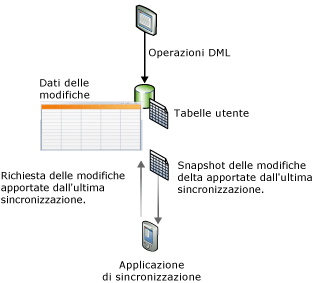 Operazioni DML
Dati delle
modifiche
Tabelle utente
Richiesta delle modifiche
apportate dall'ultima
sincronizzazione.
Snapshot delle modifiche
delta apportate dall'ultima
sincronizzazione.
Applicazione
di sincronizzazione